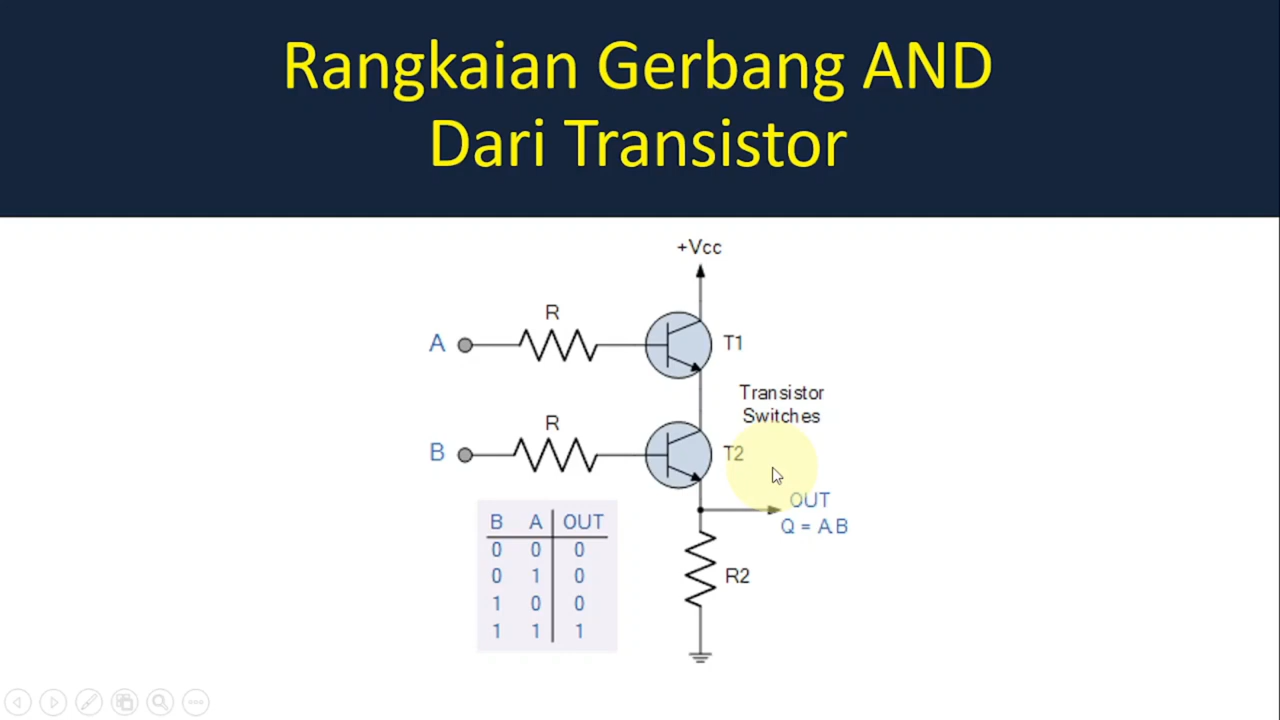 Rangkaian Gerbang AND
Dari Transistor
+Vcc
R
A
T1
Transistor
Switches
R
B
T2
OUT
Q = A.B
B A OUT
0 0 0
0 1 0
1 0 0
1 1 1
R2